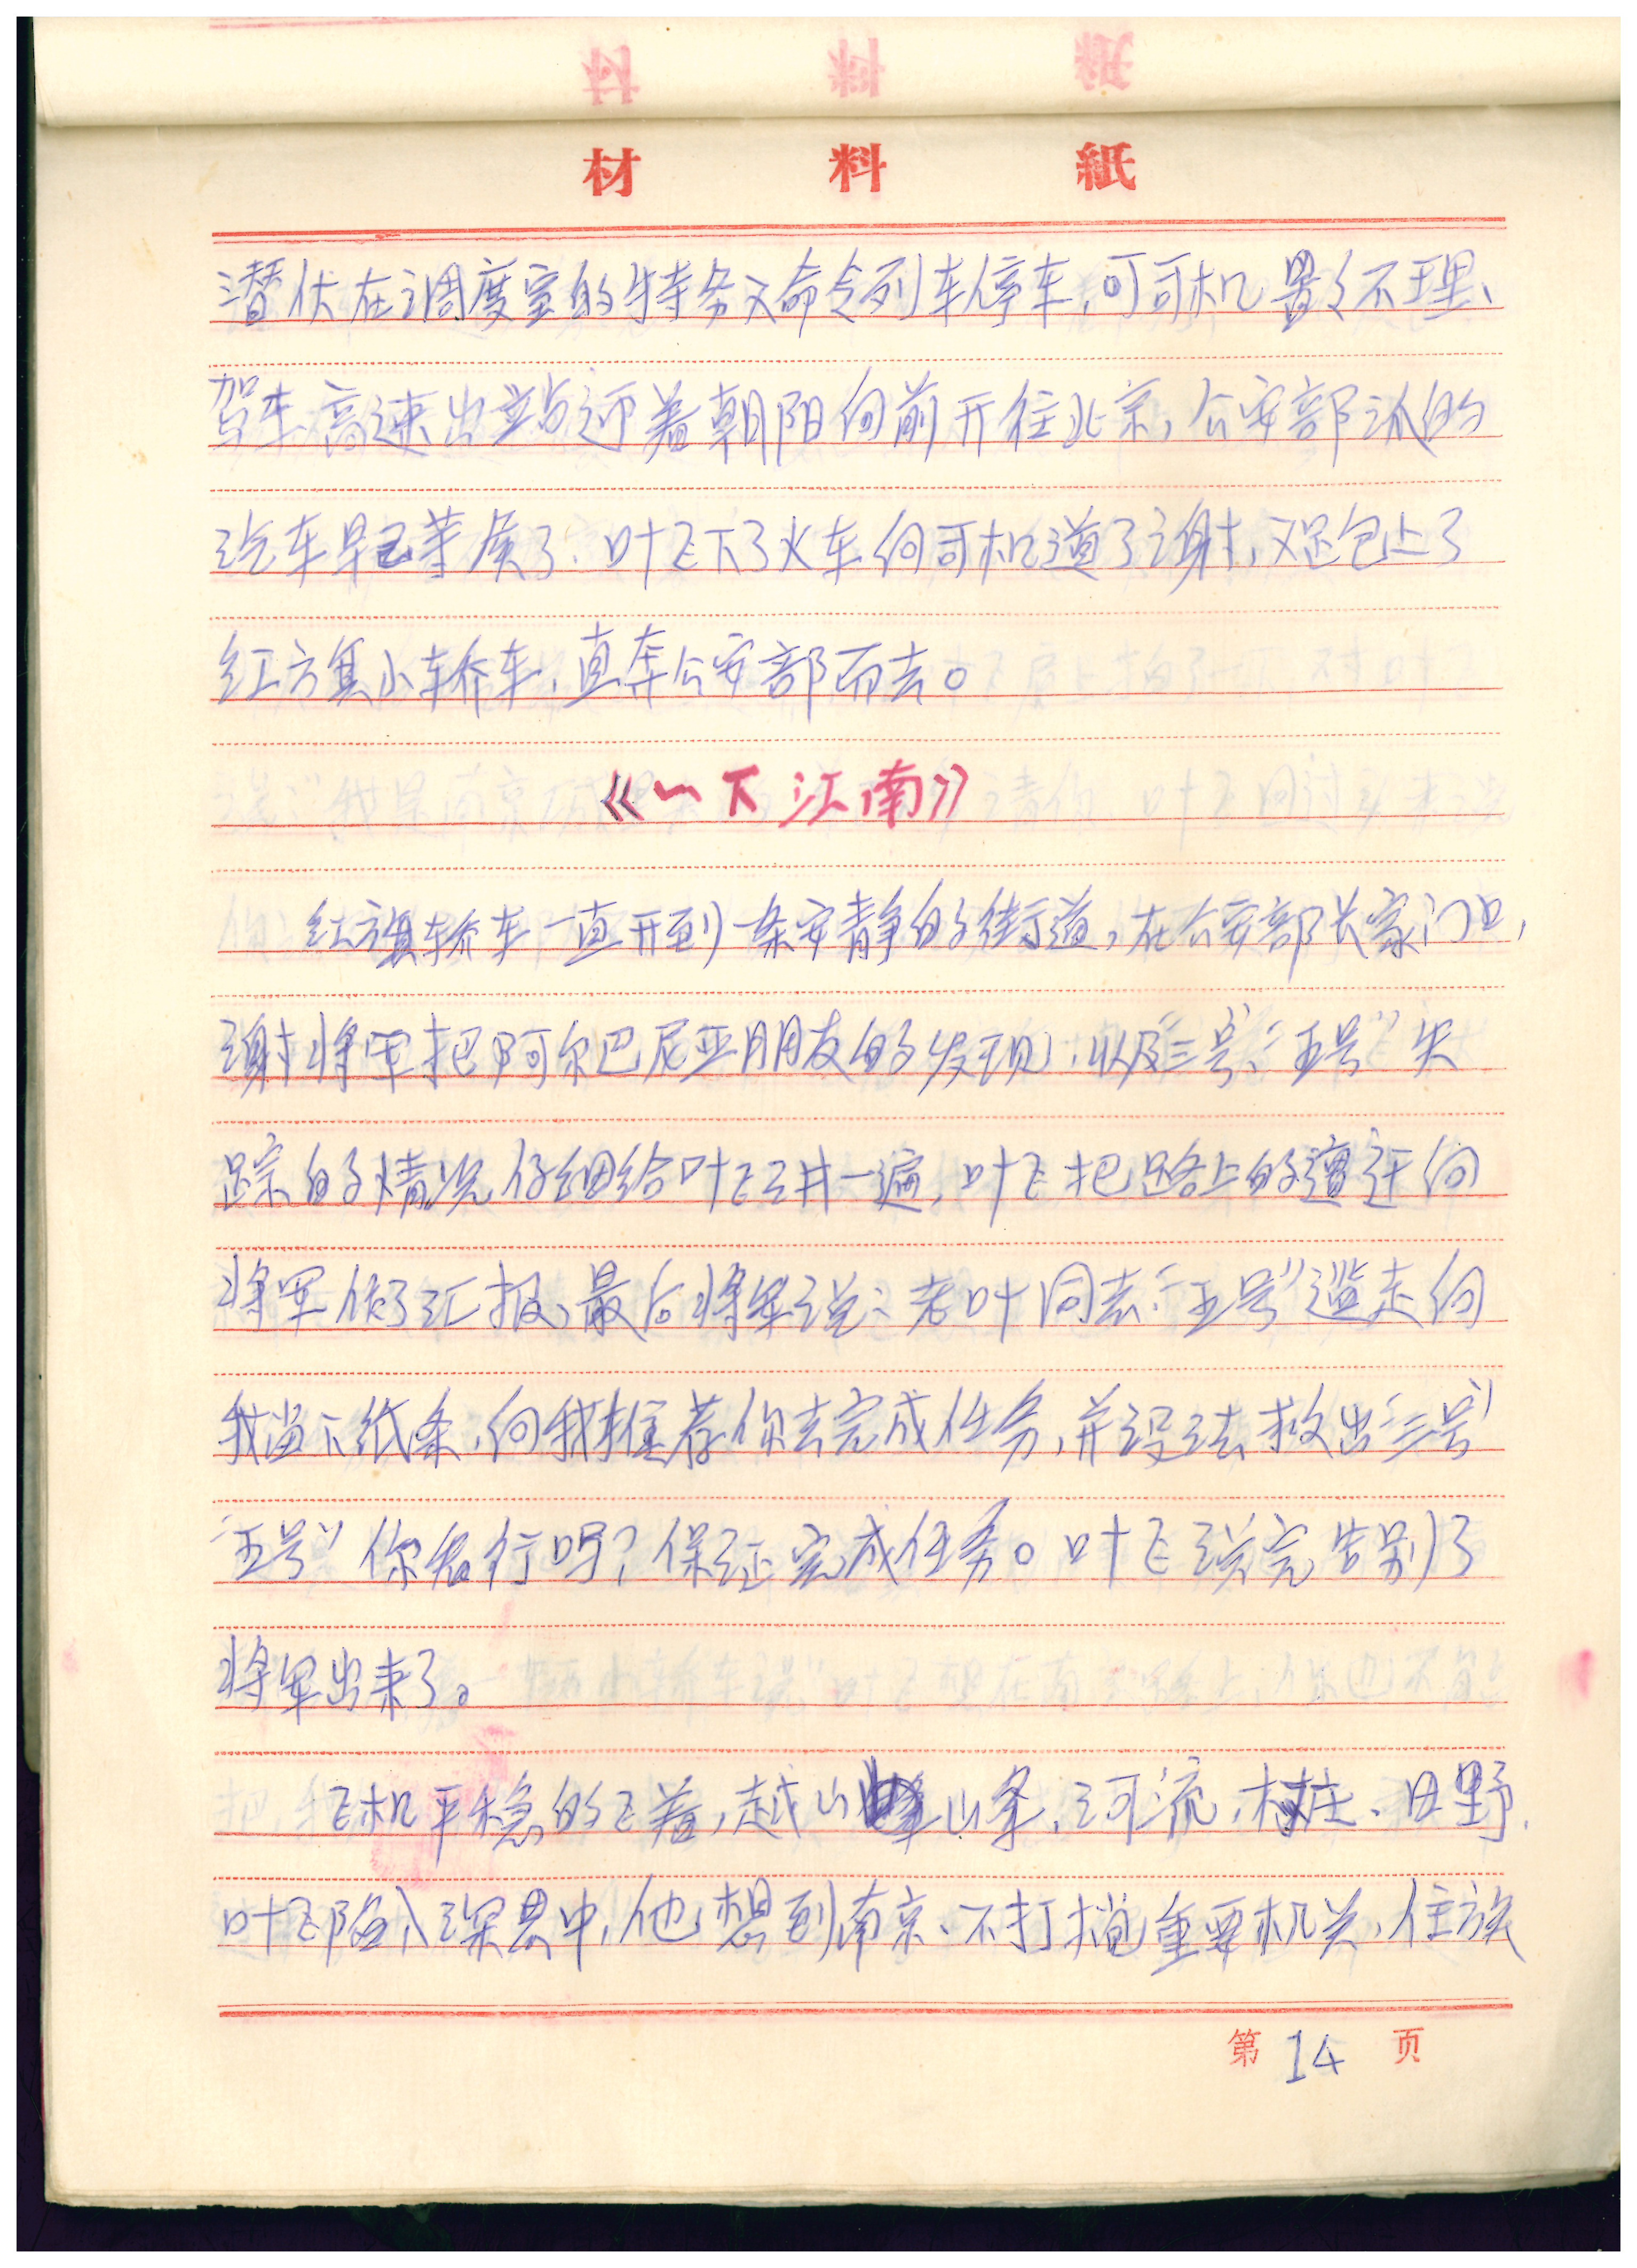 材料紙
潜伏在调度室的特务又命令列车停车,可司机置之不理、
驾车高速出站迎着朝阳向前开往北京,公安部派的
汽车早已等候了.叶飞下了火车向司机道了谢,又跑上了
红方旗小轿车,直奔公安部而去。
《一下江南》
红旗轿车一直开到一条安静的街道,在公安部长家门口,
谢将军把阿尔巴尼亚朋友的发现,以及“三号”、“五号”失
踪的情况仔细给叶飞讲一遍,叶飞把路上的遭迂向
将军做了汇报,最后将军说:老叶同志“五号”临走向
我留下纸条,向我推荐你去完成任务,并设法救出“三号”
“五号”你看行吗?保证完成任务。叶飞说完告别了
将军出来了。
飞机平稳的飞着,越山峰,河流,村庄、田野.
叶飞陷入深思中,他想到南京、不打搅重要机关,住旅
第14页